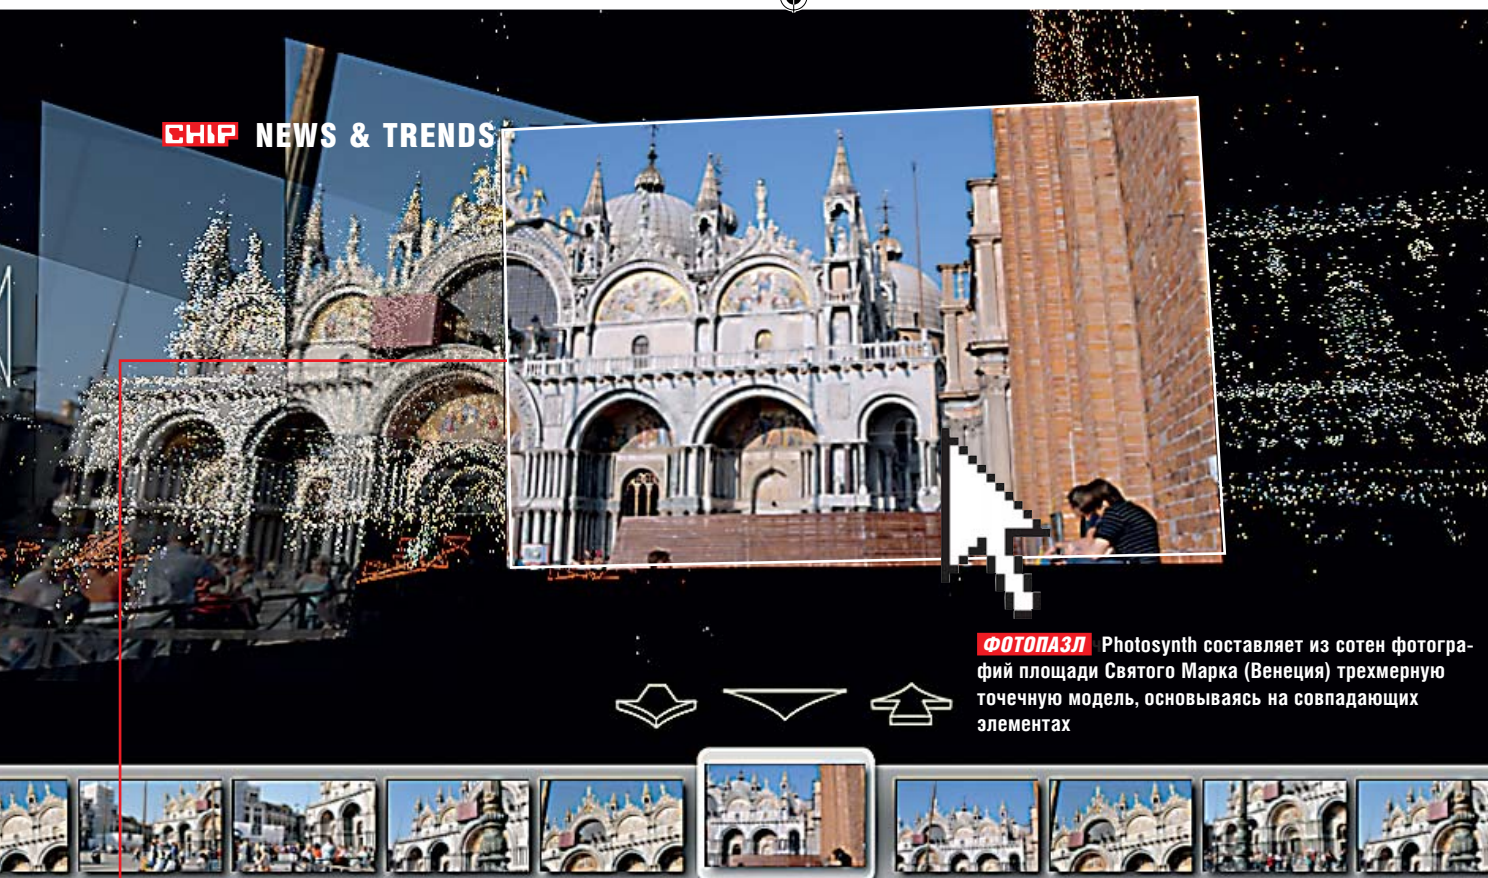 CHIP NEWS & TRENDS
ФОТОПАЗЛ Photosynth составляет из сотен фотогра-
фий площади Святого Марка (Венеция) трехмерную
точечную модель, основываясь на совпадающих
элементах